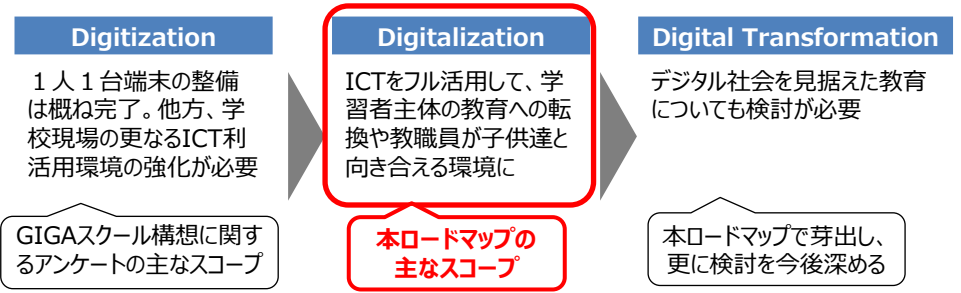 Digitization
１人１台端末の整備
は概ね完了。他方、学
校現場の更なるICT利
活用環境の強化が必要
GIGAスクール構想に関す
るアンケートの主なスコープ
Digitalization
ICTをフル活用して、学
習者主体の教育への転
換や教職員が子供達と
向き合える環境に
本ロードマップの
主なスコープ
Digital Transformation
デジタル社会を見据えた教育
についても検討が必要
本ロードマップで芽出し、
更に検討を今後深める